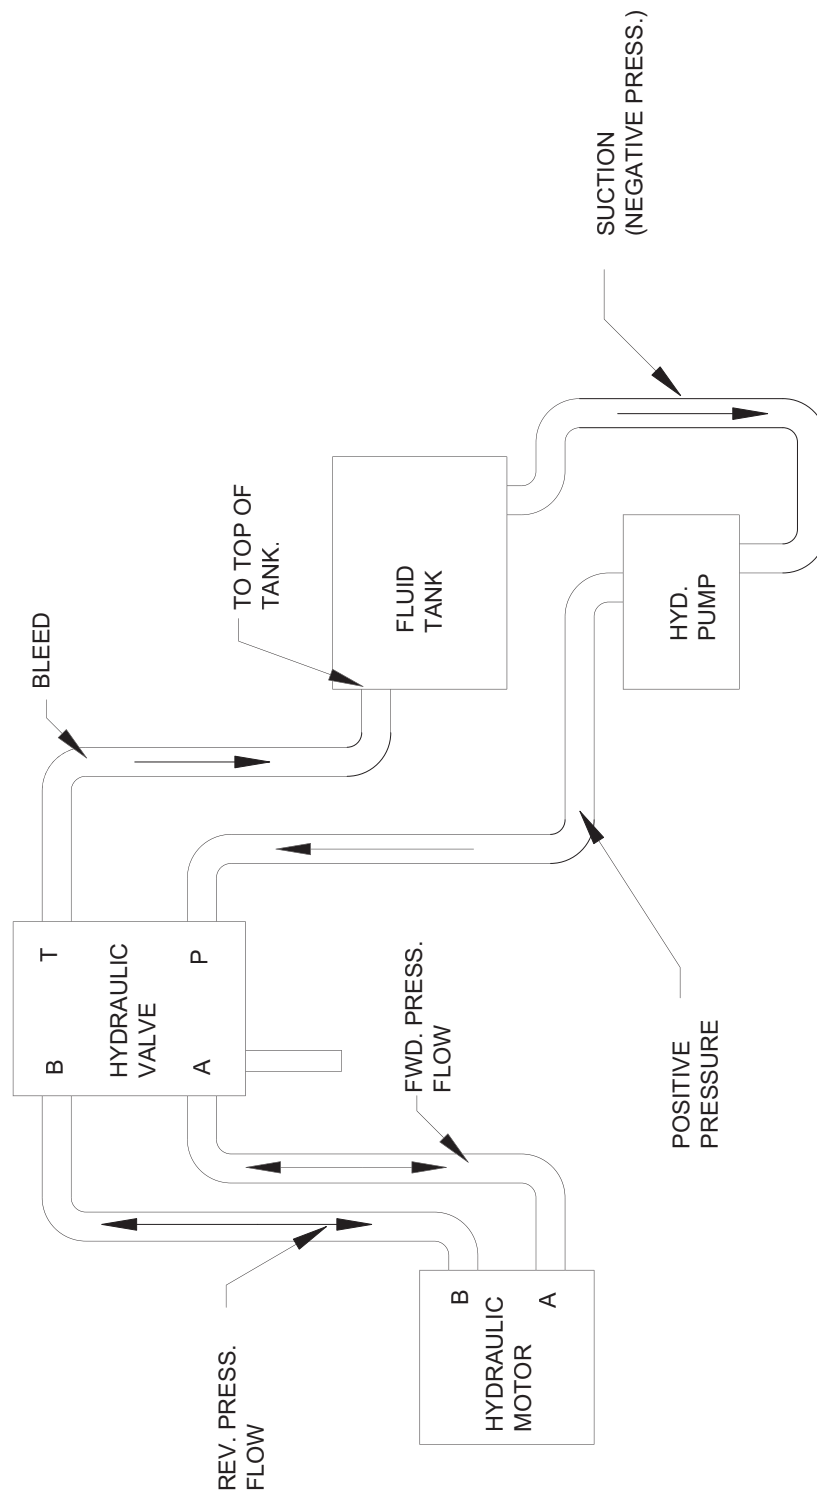 BLEED
B
T
HYDRAULIC
VALVE
A
P
REV. PRESS.
FLOW
TO TOP OF
TANK.
FWD. PRESS.
FLOW
FLUID
TANK
B
HYDRAULIC
MOTOR
A
SUCTION
(NEGATIVE PRESS.)
POSITIVE
PRESSURE
HYD.
PUMP